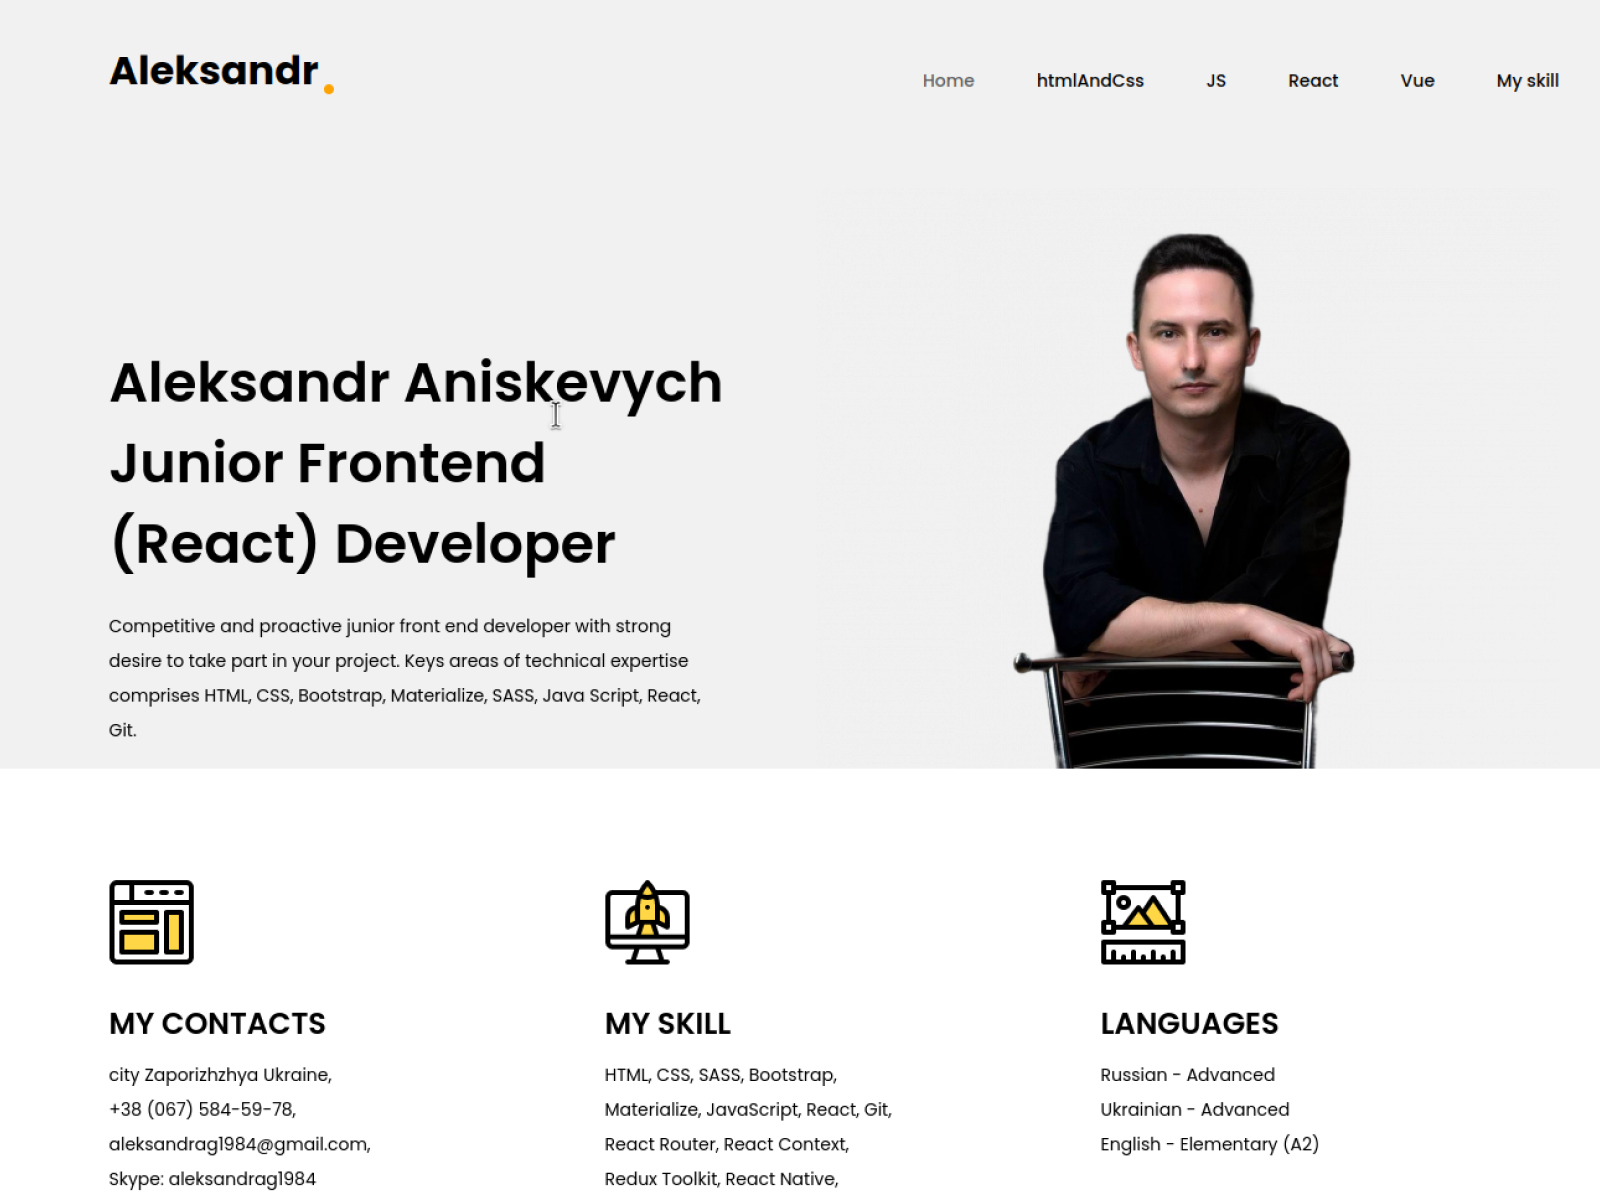 Aleksandr.
Home htmlAndCss JS React Vue My skill
Aleksandr Aniskevych
Junior Frontend
(React) Developer
Competitive and proactive junior front end developer with strong
desire to take part in your project. Keys areas of technical expertise
comprises HTML, CSS, Bootstrap, Materialize, SASS, Java Script, React,
Git.
MY CONTACTS
city Zaporizhzhya Ukraine,
+38 (067) 584-59-78,
aleksandrag1984@gmail.com,
Skype: aleksandrag1984
MY SKILL
HTML, CSS, SASS, Bootstrap,
Materialize, JavaScript, React, Git,
React Router, React Context,
Redux Toolkit, React Native,
LANGUAGES
Russian - Advanced
Ukrainian - Advanced
English - Elementary (A2)